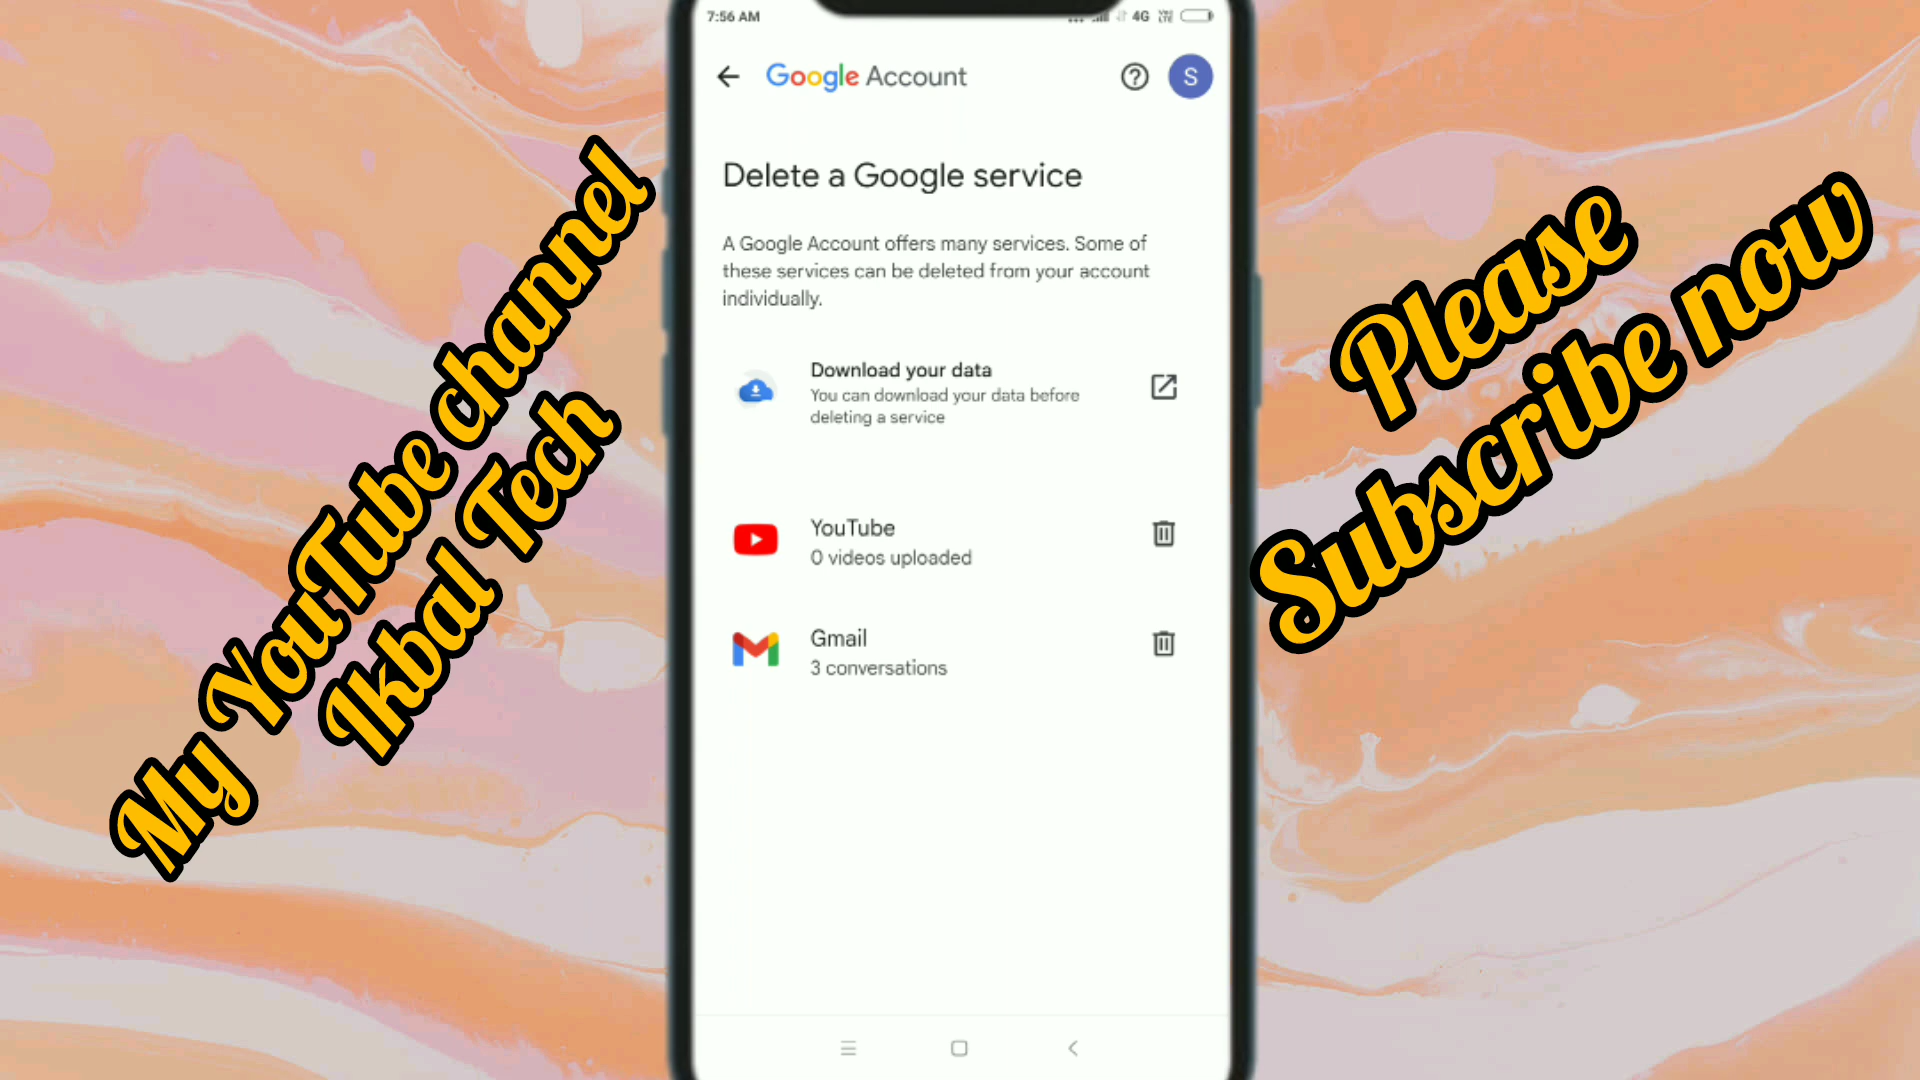 7:56 AM
4G
Google Account
S
Delete a Google service
A Google Account offers many services. Some of
these services can be deleted from your account
individually.
Download your data
You can download your data before
deleting a service
YouTube
0 videos uploaded
Gmail
3 conversations
My YouTube channel
Ikbal Tech
Please
Subscribe now